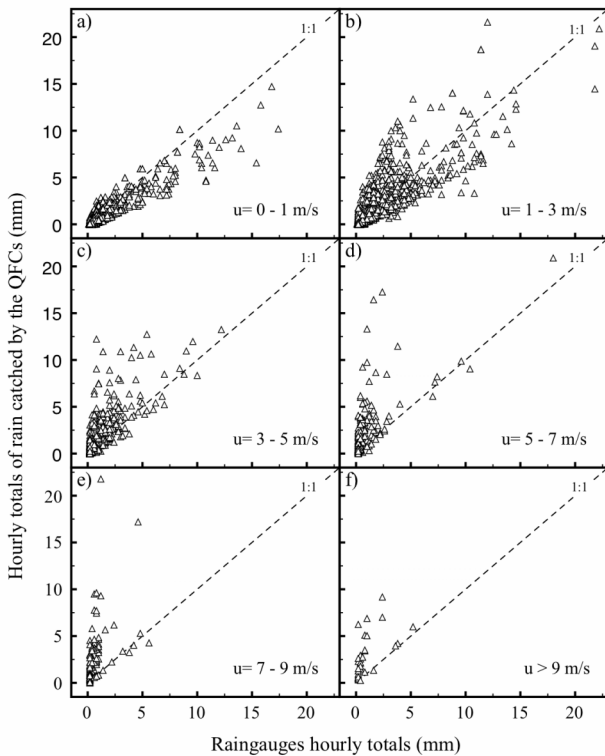 Hourly totals of rain catched by the QFCs (mm)
a) 1:1
20
15
10
5
0
u= 0 - 1 m/s
b) 1:1
u= 1 - 3 m/s
c) 1:1
20
15
10
5
0
u= 3 - 5 m/s
d) 1:1
u= 5 - 7 m/s
e) 1:1
20
15
10
5
0
u= 7 - 9 m/s
0 5 10 15 20
f) 1:1
u > 9 m/s
0 5 10 15 20
Raingauges hourly totals (mm)